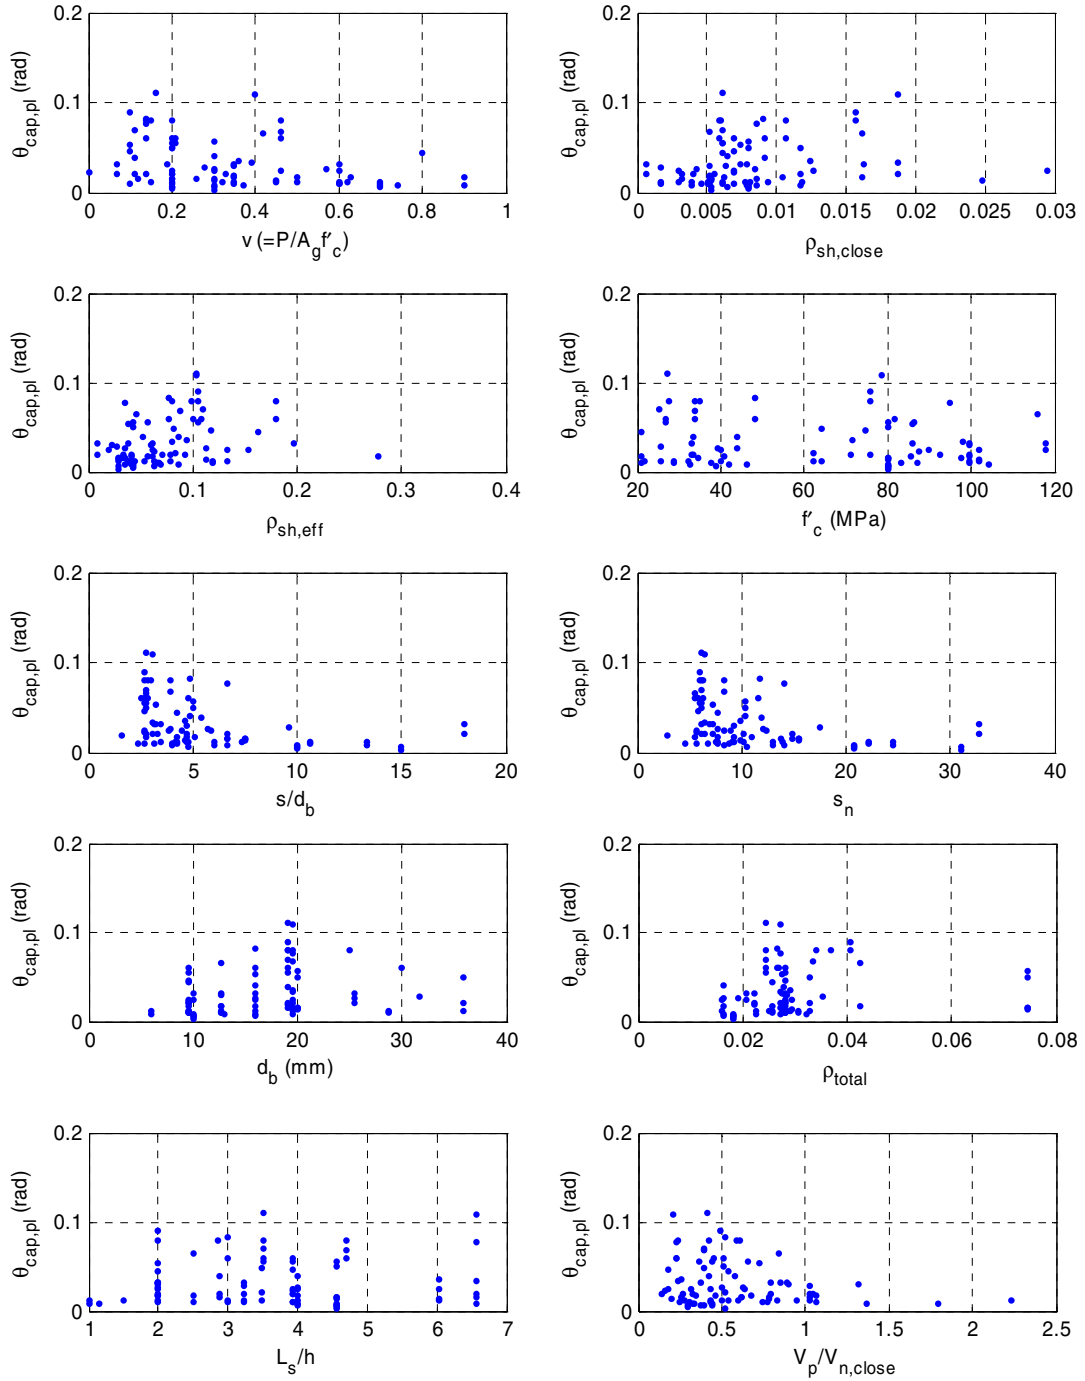 0.2
0.1
0
θcap,pl (rad)
0 0.2 0.4 0.6 0.8 1
v (=P/Agf′c)
0.2
0.1
0
θcap,pl (rad)
0 0.005 0.01 0.015 0.02 0.025 0.03
ρsh,close
0.2
0.1
0
θcap,pl (rad)
0 0.1 0.2 0.3 0.4
ρsh,eff
0.2
0.1
0
θcap,pl (rad)
20 40 60 80 100 120
f′c (MPa)
0.2
0.1
0
θcap,pl (rad)
0 5 10 15 20
s/db
0.2
0.1
0
θcap,pl (rad)
0 10 20 30 40
sn
0.2
0.1
0
θcap,pl (rad)
0 10 20 30 40
db (mm)
0.2
0.1
0
θcap,pl (rad)
0 0.02 0.04 0.06 0.08
ρtotal
0.2
0.1
0
θcap,pl (rad)
1 2 3 4 5 6 7
Ls/h
0.2
0.1
0
θcap,pl (rad)
0 0.5 1 1.5 2 2.5
Vp/Vn,close